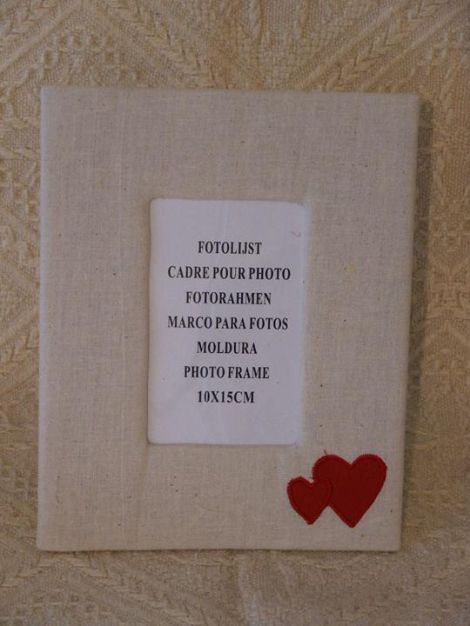 FOTOLIJST
CADRE POUR PHOTO
FOTORAHMEN
MARCO PARA FOTOS
MOLDURA
PHOTO FRAME
10X15CM